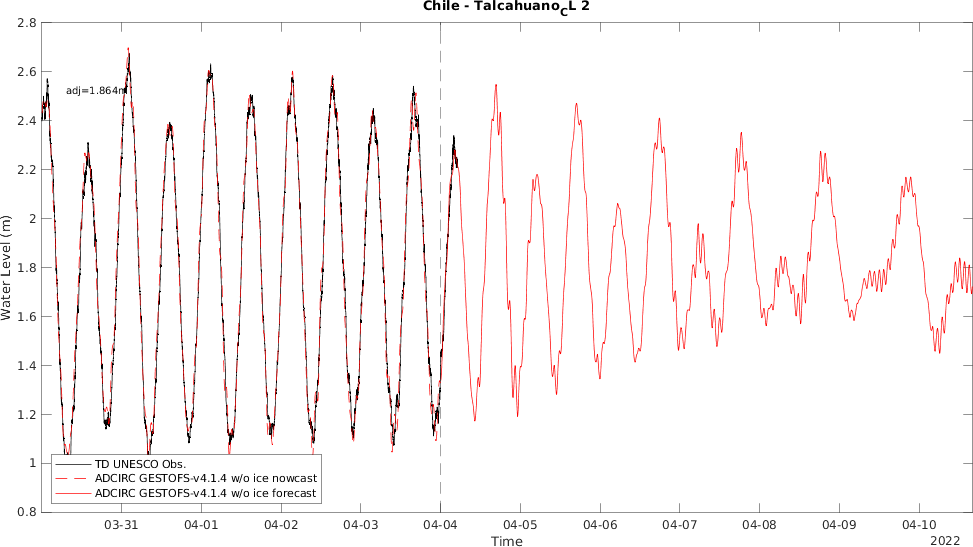 Chile - Talcahuano_CL 2
2.8
2.6
2.4
2.2
2
1.8
1.6
1.4
1.2
1
0.8
Water Level (m)
adj=1.864m
TD UNESCO Obs.
ADCIRC GESTOFS-v4.1.4 w/o ice nowcast
ADCIRC GESTOFS-v4.1.4 w/o ice forecast
03-31 04-01 04-02 04-03 04-04 04-05 04-06 04-07 04-08 04-09 04-10
Time
2022